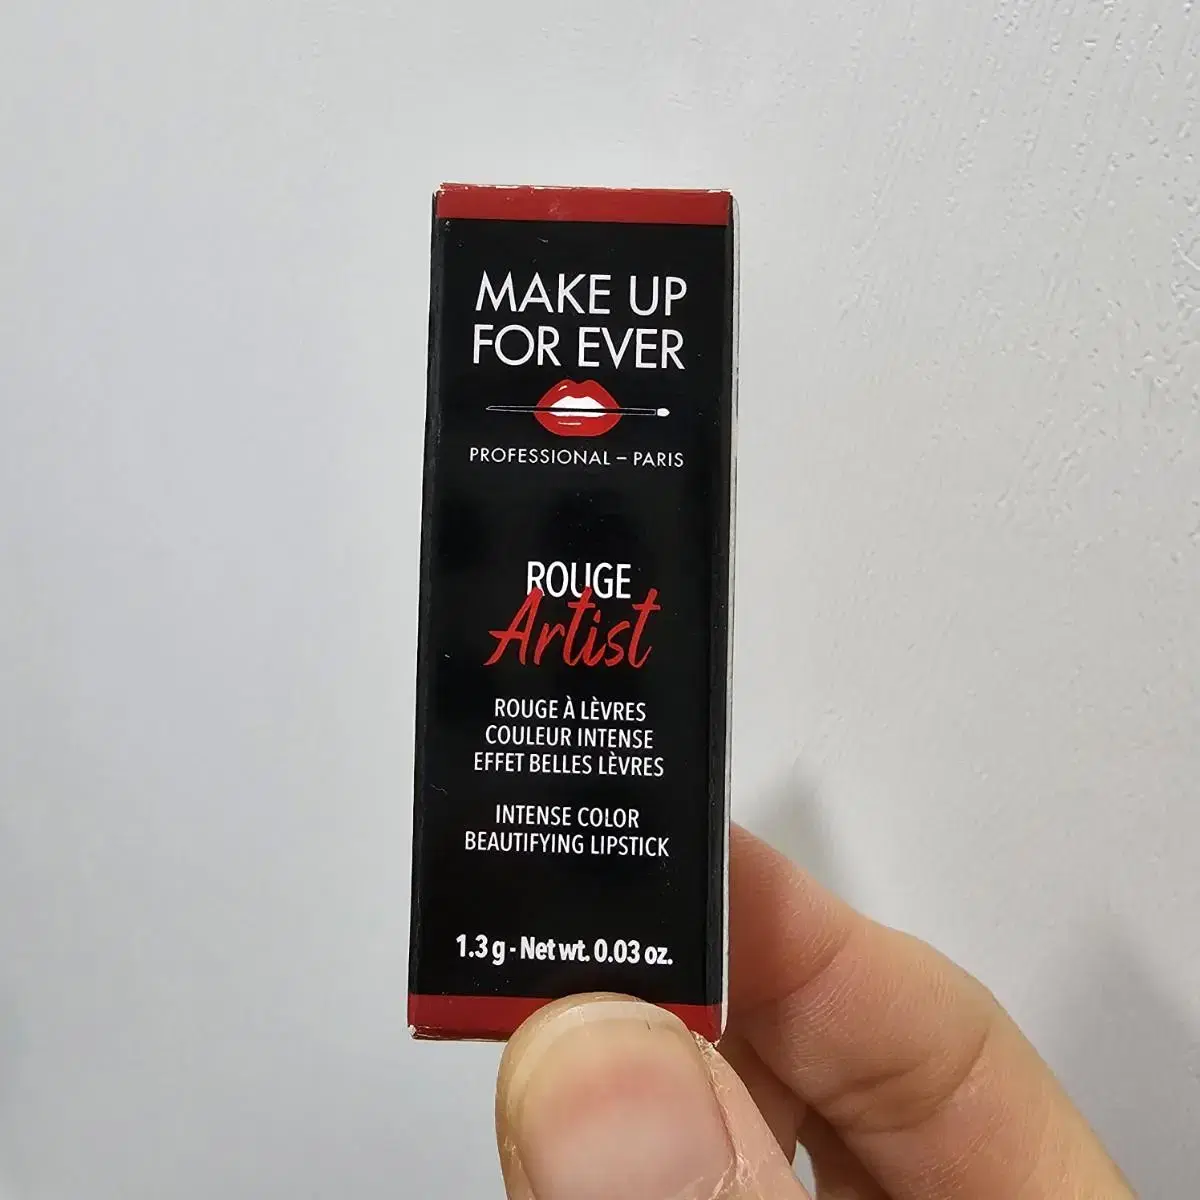 MAKE UP
FOR EVER
PROFESSIONAL – PARIS
ROUGE
Artist
ROUGE À LÈVRES
COULEUR INTENSE
EFFET BELLES LÈVRES
INTENSE COLOR
BEAUTIFYING LIPSTICK
1.3 g - Net wt. 0.03 oz.